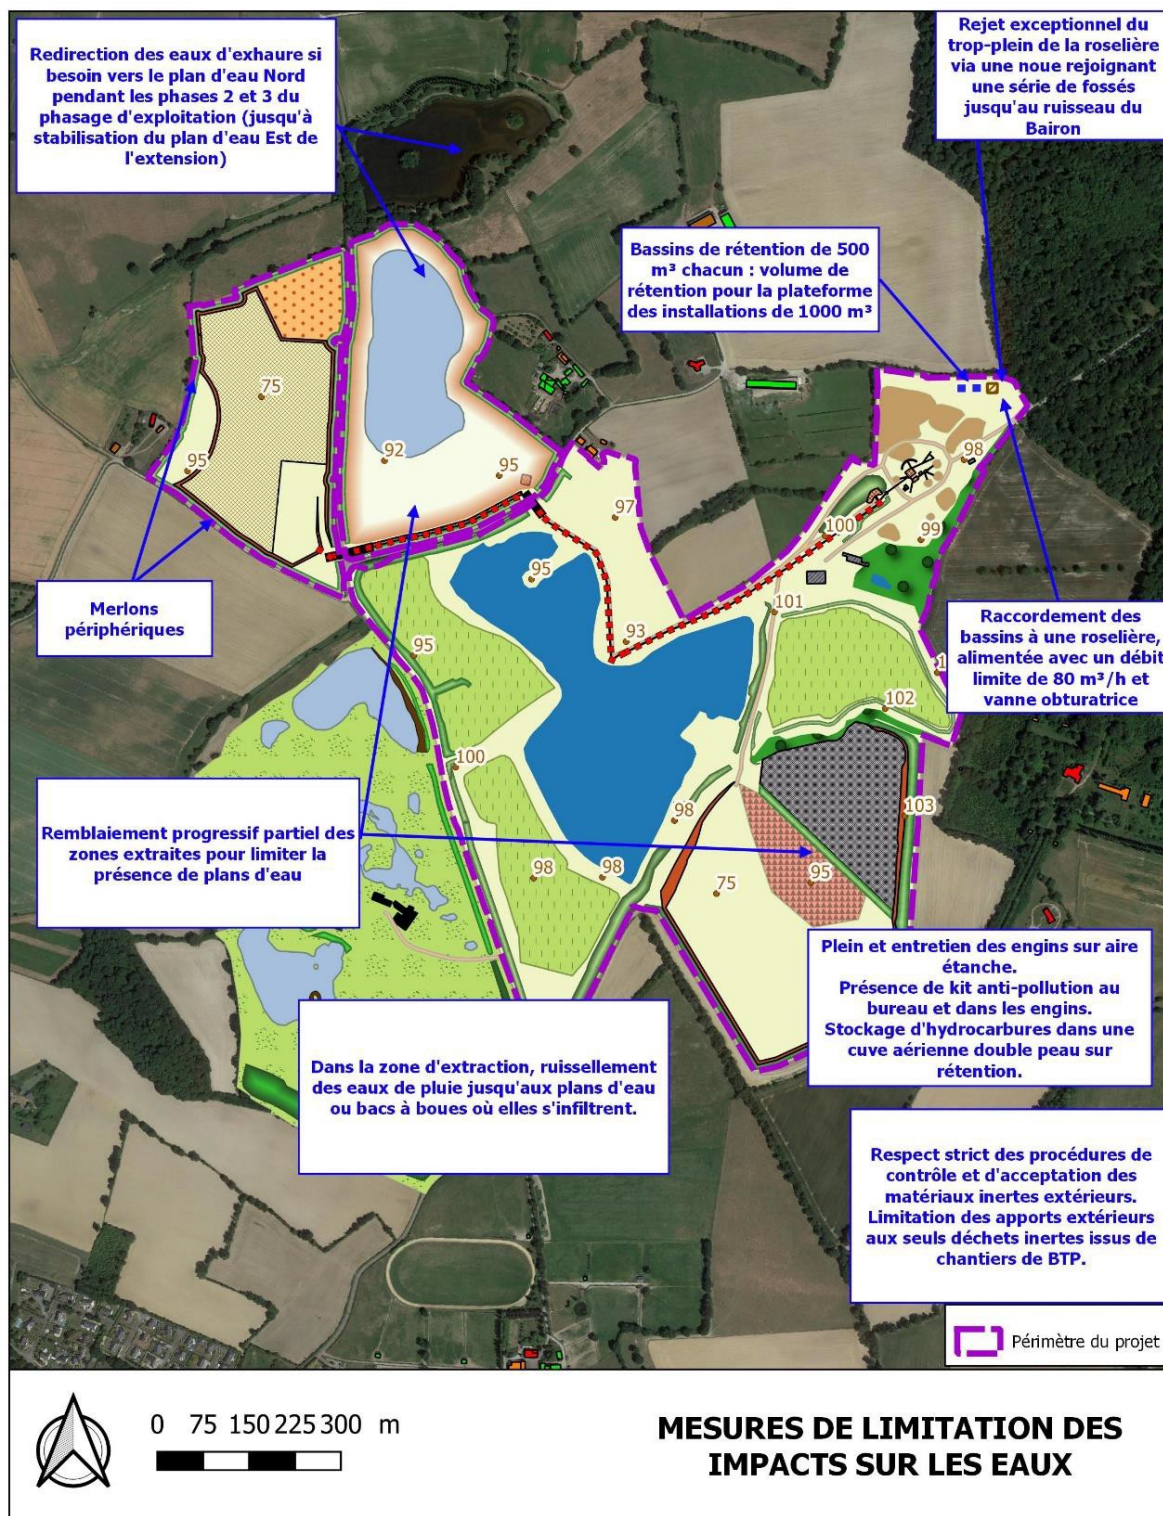 Redirection des eaux d'exhaure si
besoin vers le plan d'eau Nord
pendant les phases 2 et 3 du
phasage d'exploitation (jusqu'à
stabilisation du plan d'eau Est de
l'extension)
Rejet exceptionnel du
trop-plein de la roselière
via une noue rejoignant
une série de fossés
jusqu'au ruisseau du
Bairon
Bassins de rétention de 500
m³ chacun : volume de
rétention pour la plateforme
des installations de 1000 m³
75
95
92
95
97
98
100
99
95
93
101
95
102
100
103
98
98
98
75
95
Merlons
périphériques
Raccordement des
bassins à une roselière,
alimentée avec un débit
limite de 80 m³/h et
vanne obturatrice
Remblaiement progressif partiel des
zones extraites pour limiter la
présence de plans d'eau
Plein et entretien des engins sur aire
étanche.
Présence de kit anti-pollution au
bureau et dans les engins.
Stockage d'hydrocarbures dans une
cuve aérienne double peau sur
rétention.
Dans la zone d'extraction, ruissellement
des eaux de pluie jusqu'aux plans d'eau
ou bacs à boues où elles s'infiltrent.
Respect strict des procédures de
contrôle et d'acceptation des
matériaux inertes extérieurs.
Limitation des apports extérieurs
aux seuls déchets inertes issus de
chantiers de BTP.
Périmètre du projet
0 75 150 225 300 m
MESURES DE LIMITATION DES
IMPACTS SUR LES EAUX